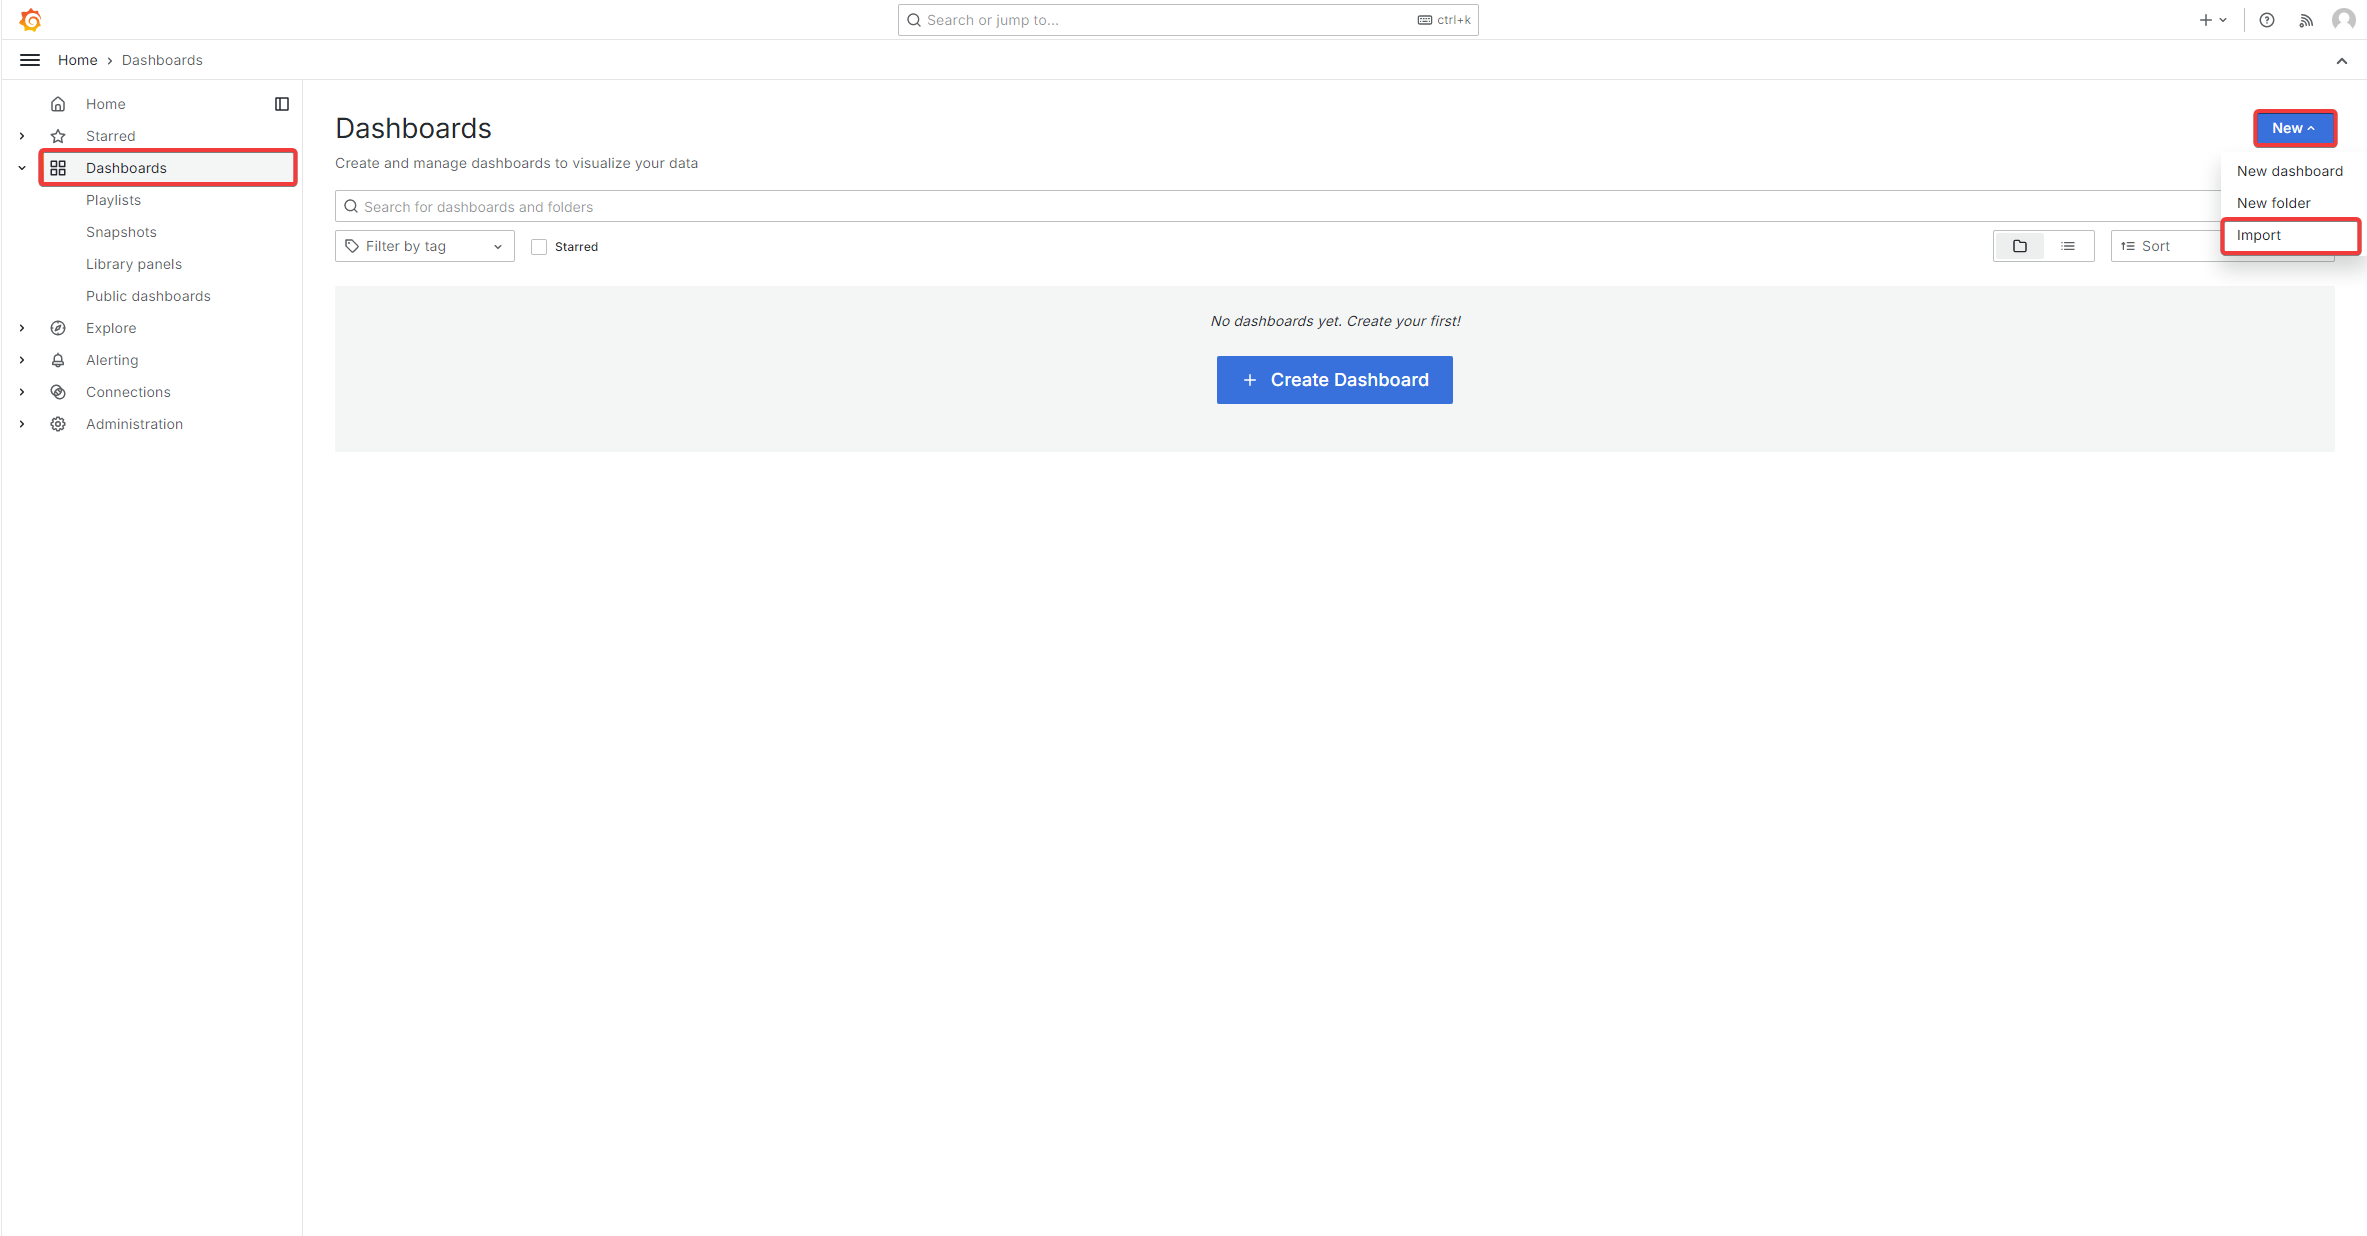 Search or jump to...
ctrl+k
Home › Dashboards
Home
Starred
Dashboards
Playlists
Snapshots
Library panels
Public dashboards
Explore
Alerting
Connections
Administration
Dashboards
Create and manage dashboards to visualize your data
New
New dashboard
New folder
Import
Search for dashboards and folders
Filter by tag
Starred
Sort
No dashboards yet. Create your first!
+ Create Dashboard